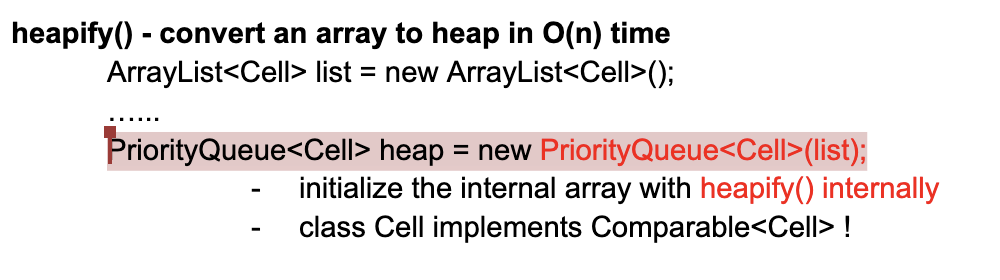 heapify() - convert an array to heap in O(n) time
ArrayList<Cell> list = new ArrayList<Cell>();
…...
PriorityQueue<Cell> heap = new PriorityQueue<Cell>(list);
- initialize the internal array with heapify() internally
- class Cell implements Comparable<Cell> !